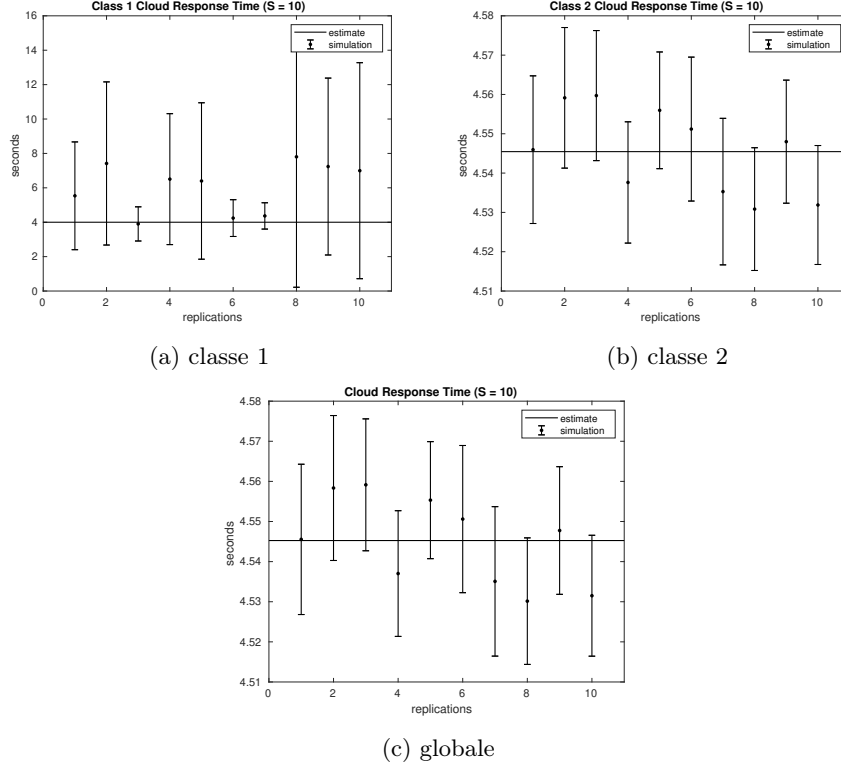 Class 1 Cloud Response Time (S = 10)
16
14
12
10
8
6
4
2
0
seconds
estimate
simulation
0 2 4 6 8 10
replications
(a) classe 1
Class 2 Cloud Response Time (S = 10)
4.58
4.57
4.56
4.55
4.54
4.53
4.52
4.51
seconds
estimate
simulation
0 2 4 6 8 10
replications
(b) classe 2
Cloud Response Time (S = 10)
4.58
4.57
4.56
4.55
4.54
4.53
4.52
4.51
seconds
estimate
simulation
0 2 4 6 8 10
replications
(c) globale